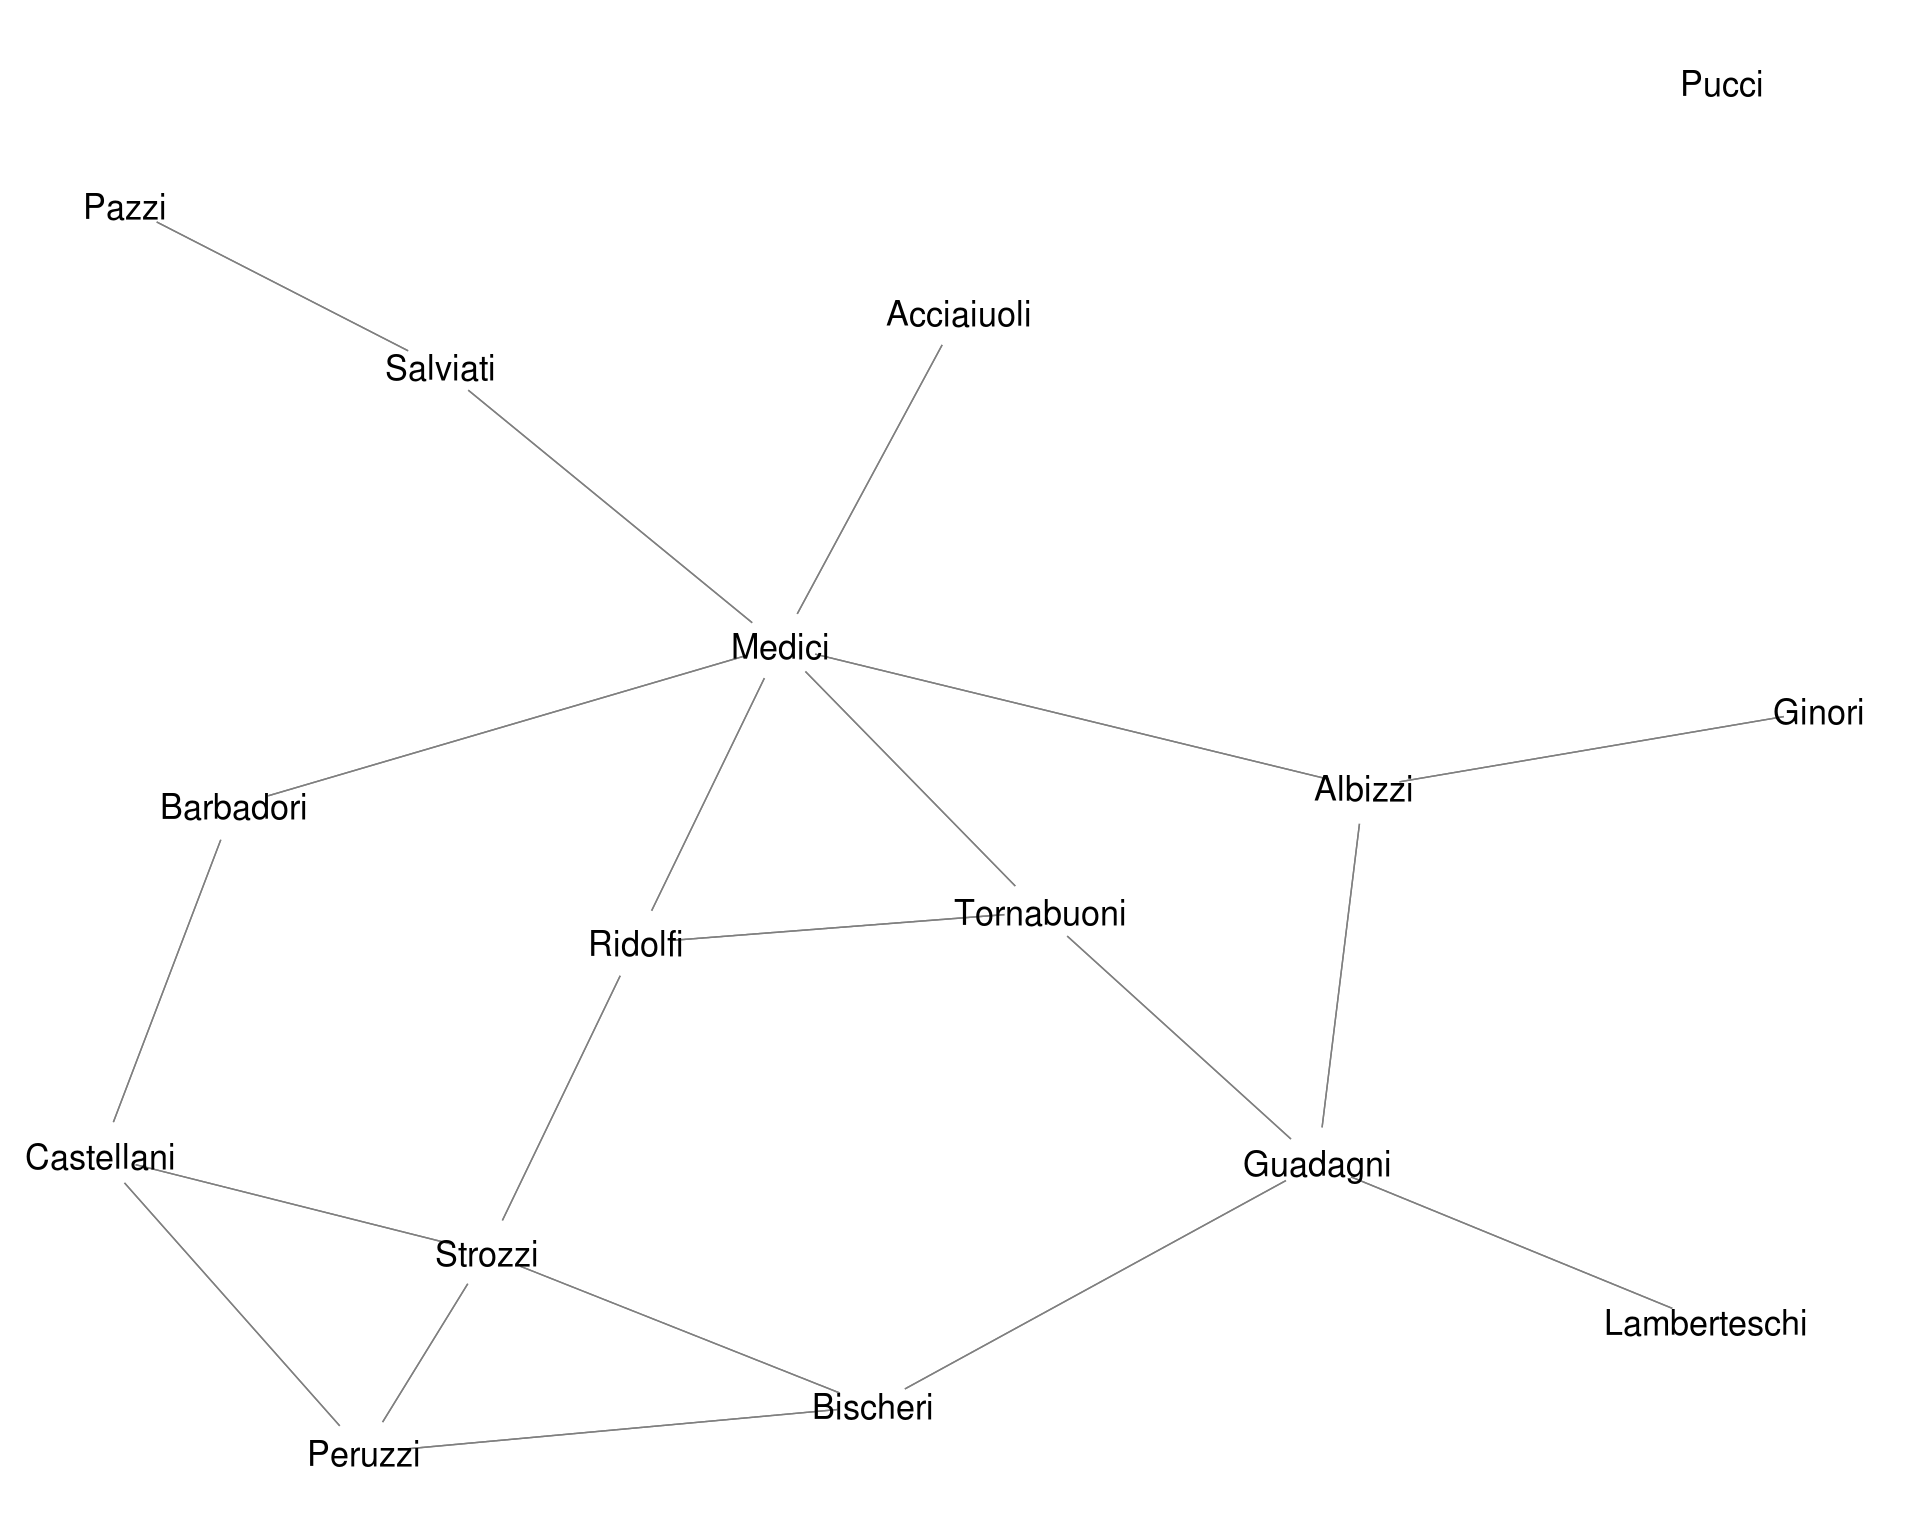 Pucci
Pazzi
Acciaiuoli
Salviati
Medici
Ginori
Albizzi
Barbadori
Tornabuoni
Ridolfi
Castellani
Guadagni
Strozzi
Lamberteschi
Bischeri
Peruzzi